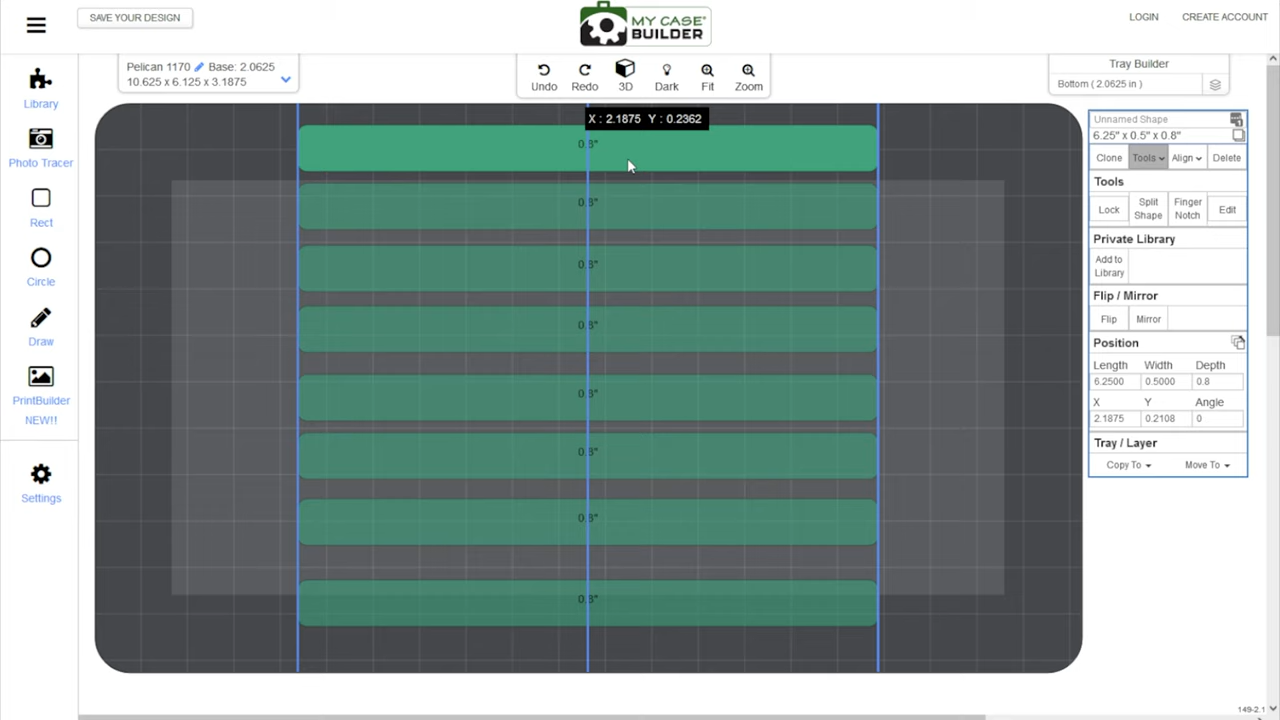 SAVE YOUR DESIGN
MY CASE
BUILDER
LOGIN
CREATE ACCOUNT
Pelican 1170 Base: 2.0625
10.625 x 6.125 x 3.1875
Undo
Redo
3D
Dark
Fit
Zoom
Tray Builder
Bottom ( 2.0625 in )
Library
Photo Tracer
Rect
Circle
Draw
PrintBuilder
NEW!!
Settings
X : 2.1875 Y : 0.2362
0.8"
0.8"
0.8"
0.8"
0.8"
0.8"
0.8"
0.8"
Unnamed Shape
6.25" x 0.5" x 0.8"
Clone
Tools
Align
Delete
Tools
Lock
Split
Shape
Finger
Notch
Edit
Private Library
Add to
Library
Flip / Mirror
Flip
Mirror
Position
Length Width Depth
6.2500 0.5000 0.8
X Y Angle
2.1875 0.2108 0
Tray / Layer
Copy To
Move To
149-2.1